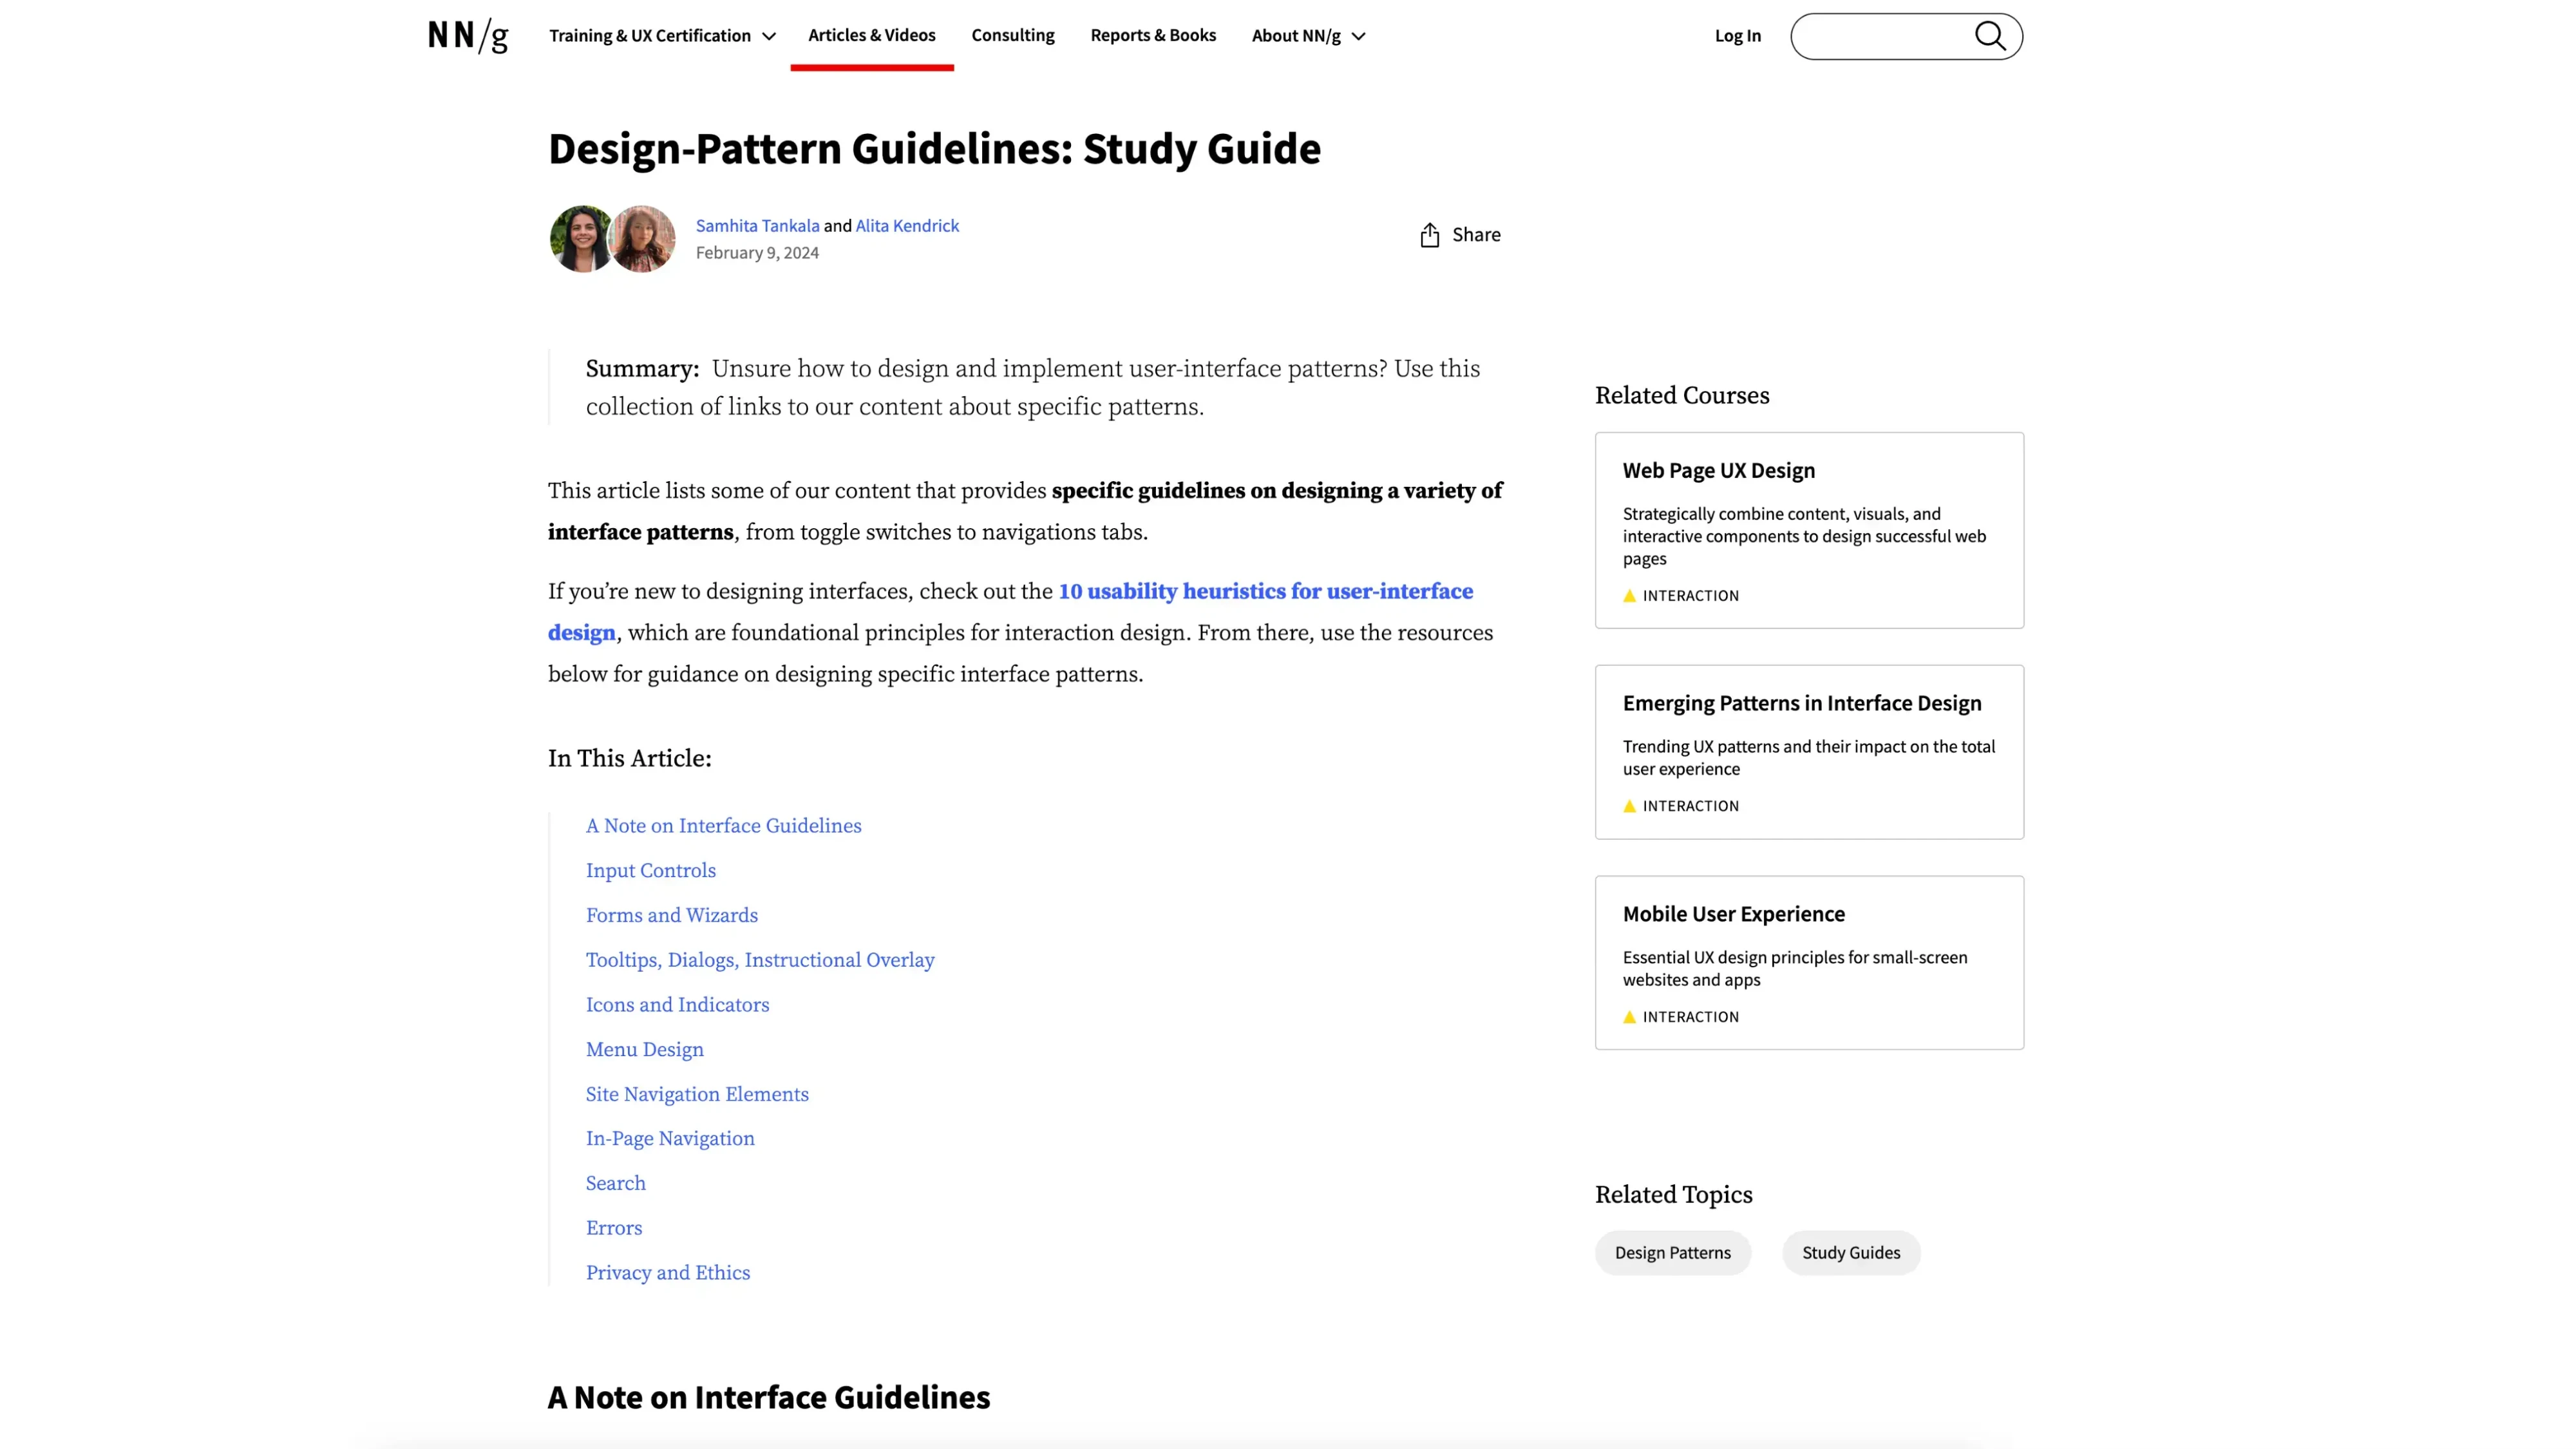 NN/g
Training & UX Certification
Articles & Videos
Consulting
Reports & Books
About NN/g
Log In
Design-Pattern Guidelines: Study Guide
Samhita Tankala and Alita Kendrick
February 9, 2024
Share
Summary: Unsure how to design and implement user-interface patterns? Use this
collection of links to our content about specific patterns.
This article lists some of our content that provides specific guidelines on designing a variety of
interface patterns, from toggle switches to navigations tabs.
If you’re new to designing interfaces, check out the 10 usability heuristics for user-interface
design, which are foundational principles for interaction design. From there, use the resources
below for guidance on designing specific interface patterns.
In This Article:
A Note on Interface Guidelines
Input Controls
Forms and Wizards
Tooltips, Dialogs, Instructional Overlay
Icons and Indicators
Menu Design
Site Navigation Elements
In-Page Navigation
Search
Errors
Privacy and Ethics
A Note on Interface Guidelines
Related Courses
Web Page UX Design
Strategically combine content, visuals, and
interactive components to design successful web
pages
INTERACTION
Emerging Patterns in Interface Design
Trending UX patterns and their impact on the total
user experience
INTERACTION
Mobile User Experience
Essential UX design principles for small-screen
websites and apps
INTERACTION
Related Topics
Design Patterns
Study Guides